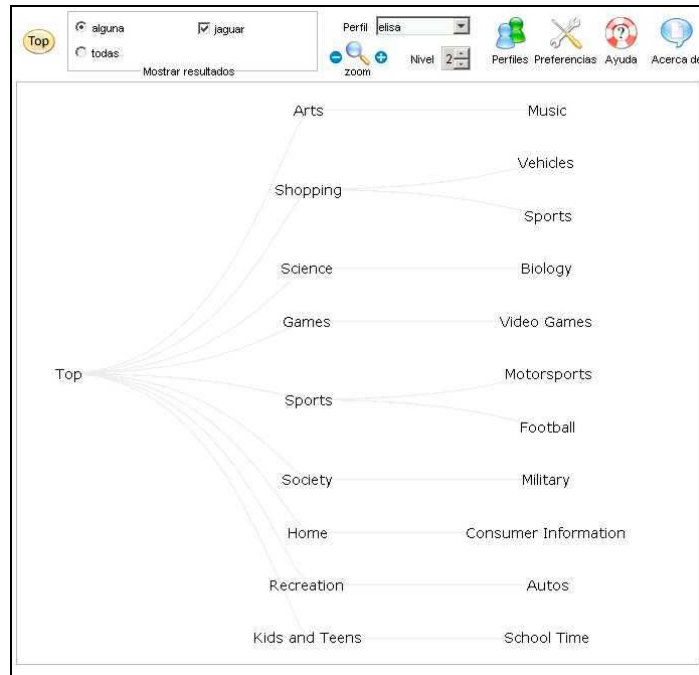 Top
alguna
jaguar
todas
Mostrar resultados
Perfil elisa
zoom
Nivel 2
Perfiles Preferencias Ayuda Acerca de
Arts Music
Vehicles
Shopping
Sports
Science Biology
Games Video Games
Top
Motorsports
Sports
Football
Society Military
Home Consumer Information
Recreation Autos
Kids and Teens School Time